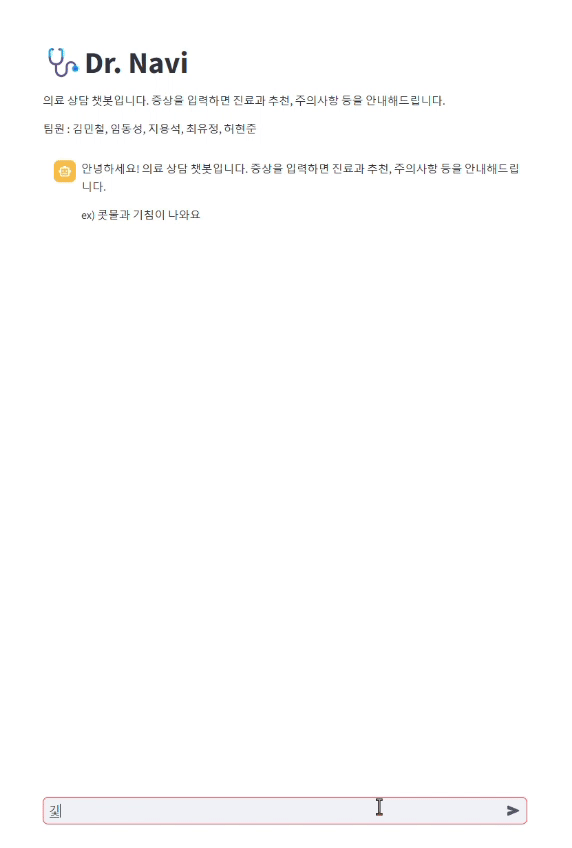 Dr. Navi
의료 상담 챗봇입니다. 증상을 입력하면 진료과 추천, 주의사항 등을 안내해드립니다.
팀원 : 김민철, 임동성, 지용석, 최유정, 허현준
안녕하세요! 의료 상담 챗봇입니다. 증상을 입력하면 진료과 추천, 주의사항 등을 안내해드립
니다.
ex) 콧물과 기침이 나와요